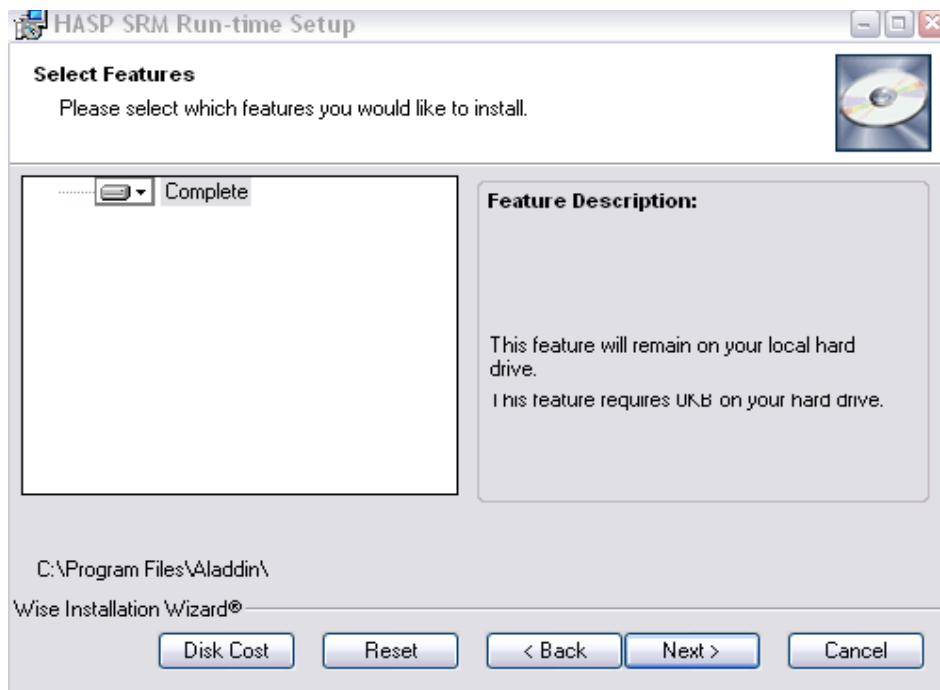 HASP SRM Run-time Setup
Select Features
Please select which features you would like to install.
Complete
Feature Description:
This feature will remain on your local hard
drive.
This feature requires 0KB on your hard drive.
C:\Program Files\Aladdin\
Wise Installation Wizard®
Disk Cost
Reset
< Back
Next >
Cancel